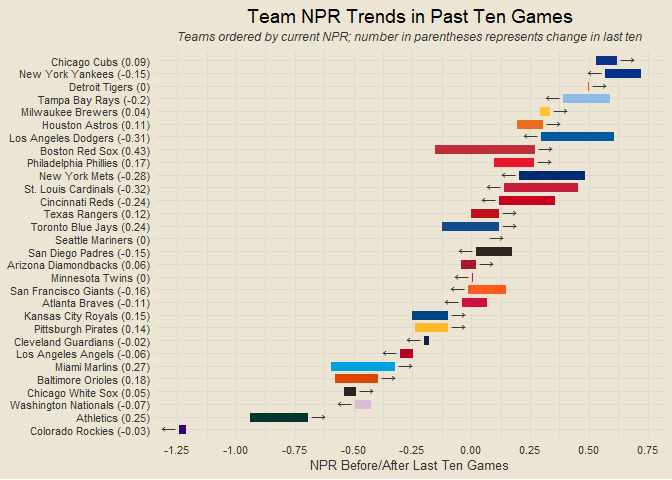 Team NPR Trends in Past Ten Games
Teams ordered by current NPR; number in parentheses represents change in last ten
Chicago Cubs (0.09)
New York Yankees (-0.15)
Detroit Tigers (0)
Tampa Bay Rays (-0.2)
Milwaukee Brewers (0.04)
Houston Astros (0.11)
Los Angeles Dodgers (-0.31)
Boston Red Sox (0.43)
Philadelphia Phillies (0.17)
New York Mets (-0.28)
St. Louis Cardinals (-0.32)
Cincinnati Reds (-0.24)
Texas Rangers (0.12)
Toronto Blue Jays (0.24)
Seattle Mariners (0)
San Diego Padres (-0.15)
Arizona Diamondbacks (0.06)
Minnesota Twins (0)
San Francisco Giants (-0.16)
Atlanta Braves (-0.11)
Kansas City Royals (0.15)
Pittsburgh Pirates (0.14)
Cleveland Guardians (-0.02)
Los Angeles Angels (-0.06)
Miami Marlins (0.27)
Baltimore Orioles (0.18)
Chicago White Sox (0.05)
Washington Nationals (-0.07)
Athletics (0.25)
Colorado Rockies (-0.03)
-1.25 -1.00 -0.75 -0.50 -0.25 0.00 0.25 0.50 0.75
NPR Before/After Last Ten Games